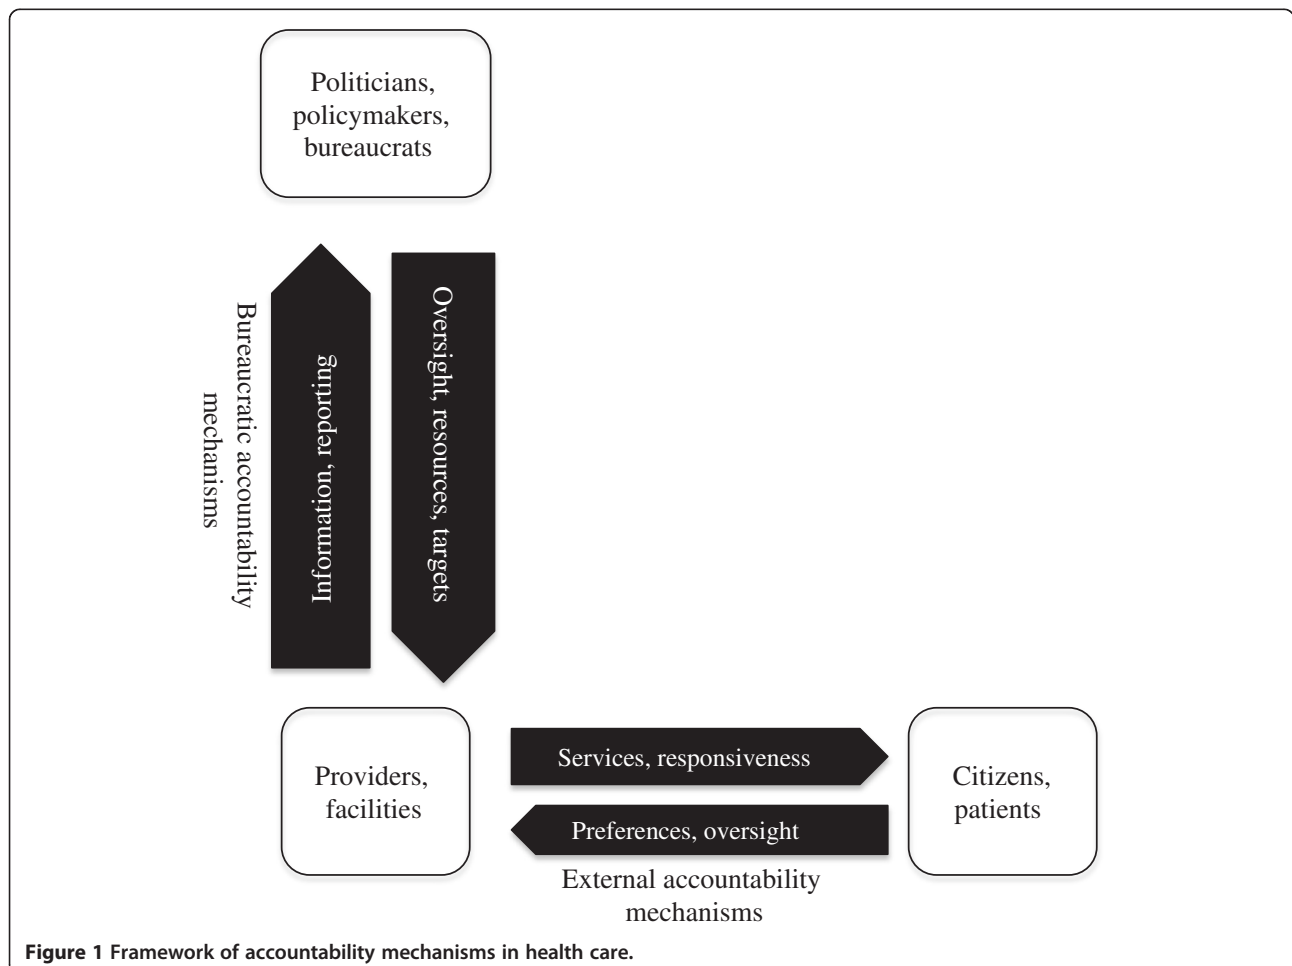 Politicians,
policymakers,
bureaucrats
Bureaucratic accountability
mechanisms
Information, reporting
Oversight, resources, targets
Providers,
facilities
Services, responsiveness
Preferences, oversight
External accountability
mechanisms
Citizens,
patients
Figure 1 Framework of accountability mechanisms in health care.